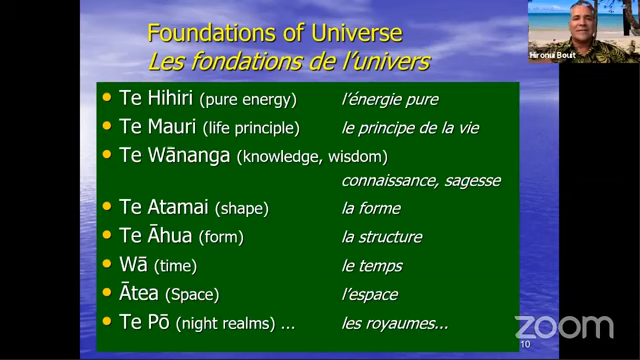 Foundations of Universe
Les fondations de l'univers
Hironui Bouit
• Te Hihiri (pure energy) l'énergie pure
• Te Mauri (life principle) le principe de la vie
• Te Wānanga (knowledge, wisdom)
connaissance, sagesse
• Te Atamai (shape) la forme
• Te Āhua (form) la structure
• Wā (time) le temps
• Ātea (Space) l'espace
• Te Pō (night realms) ... les royaumes...
zoom
10